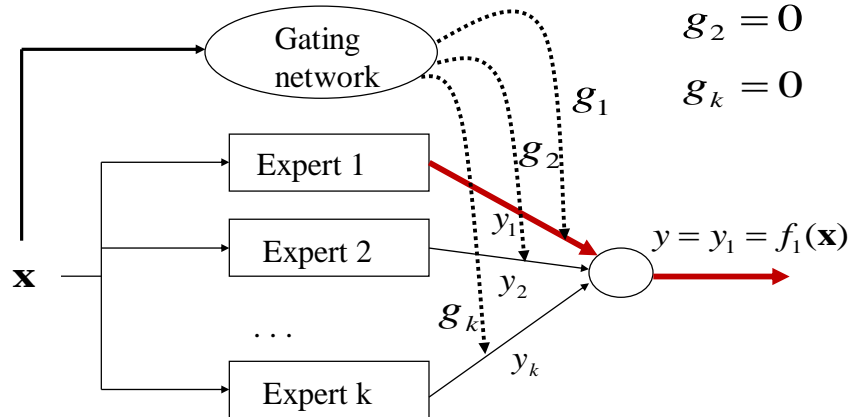 Gating
network
g₂ = 0
gₖ = 0
g₁
g₂
Expert 1
y₁
y = y₁ = f₁(x)
Expert 2
x
y₂
gₖ
. . .
yₖ
Expert k